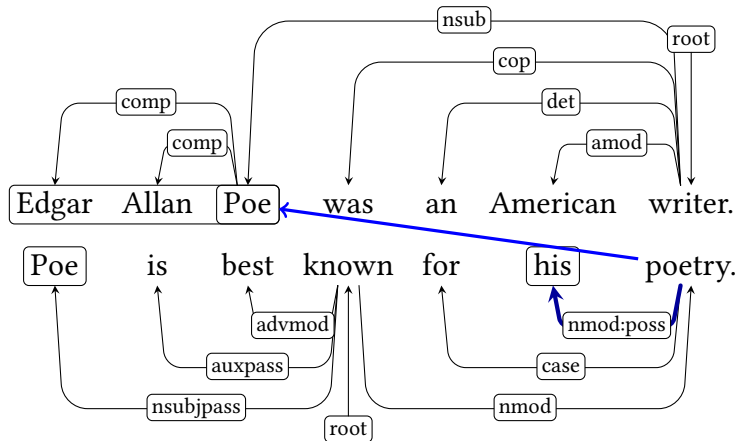 nsub
root
cop
comp
det
comp
amod
Edgar Allan Poe was an American writer.
Poe is best known for his poetry.
advmod
nmod:poss
auxpass
case
nsubjpass
nmod
root